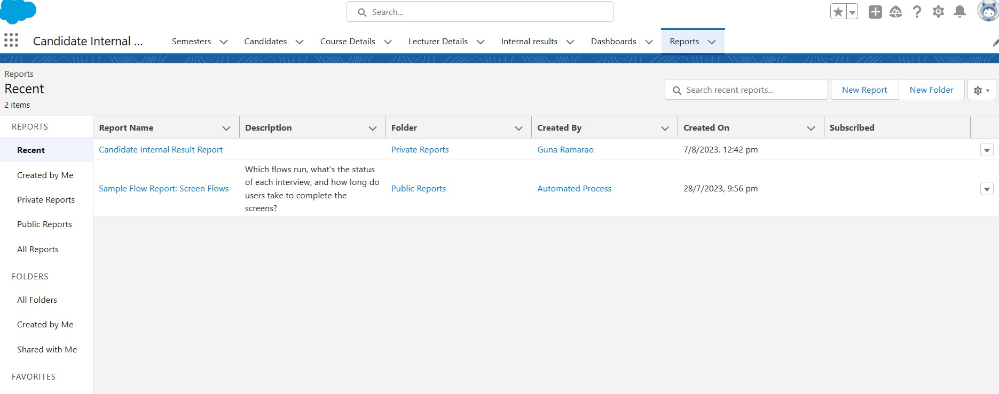 Search...
Candidate Internal ...
Semesters
Candidates
Course Details
Lecturer Details
Internal results
Dashboards
Reports
Reports
Recent
2 items
Search recent reports...
New Report
New Folder
REPORTS
Recent
Created by Me
Private Reports
Public Reports
All Reports
FOLDERS
All Folders
Created by Me
Shared with Me
FAVORITES
Report Name
Description
Folder
Created By
Created On
Subscribed
Candidate Internal Result Report
Private Reports
Guna Ramarao
7/8/2023, 12:42 pm
Sample Flow Report: Screen Flows
Which flows run, what’s the status
of each interview, and how long do
users take to complete the
screens?
Public Reports
Automated Process
28/7/2023, 9:56 pm